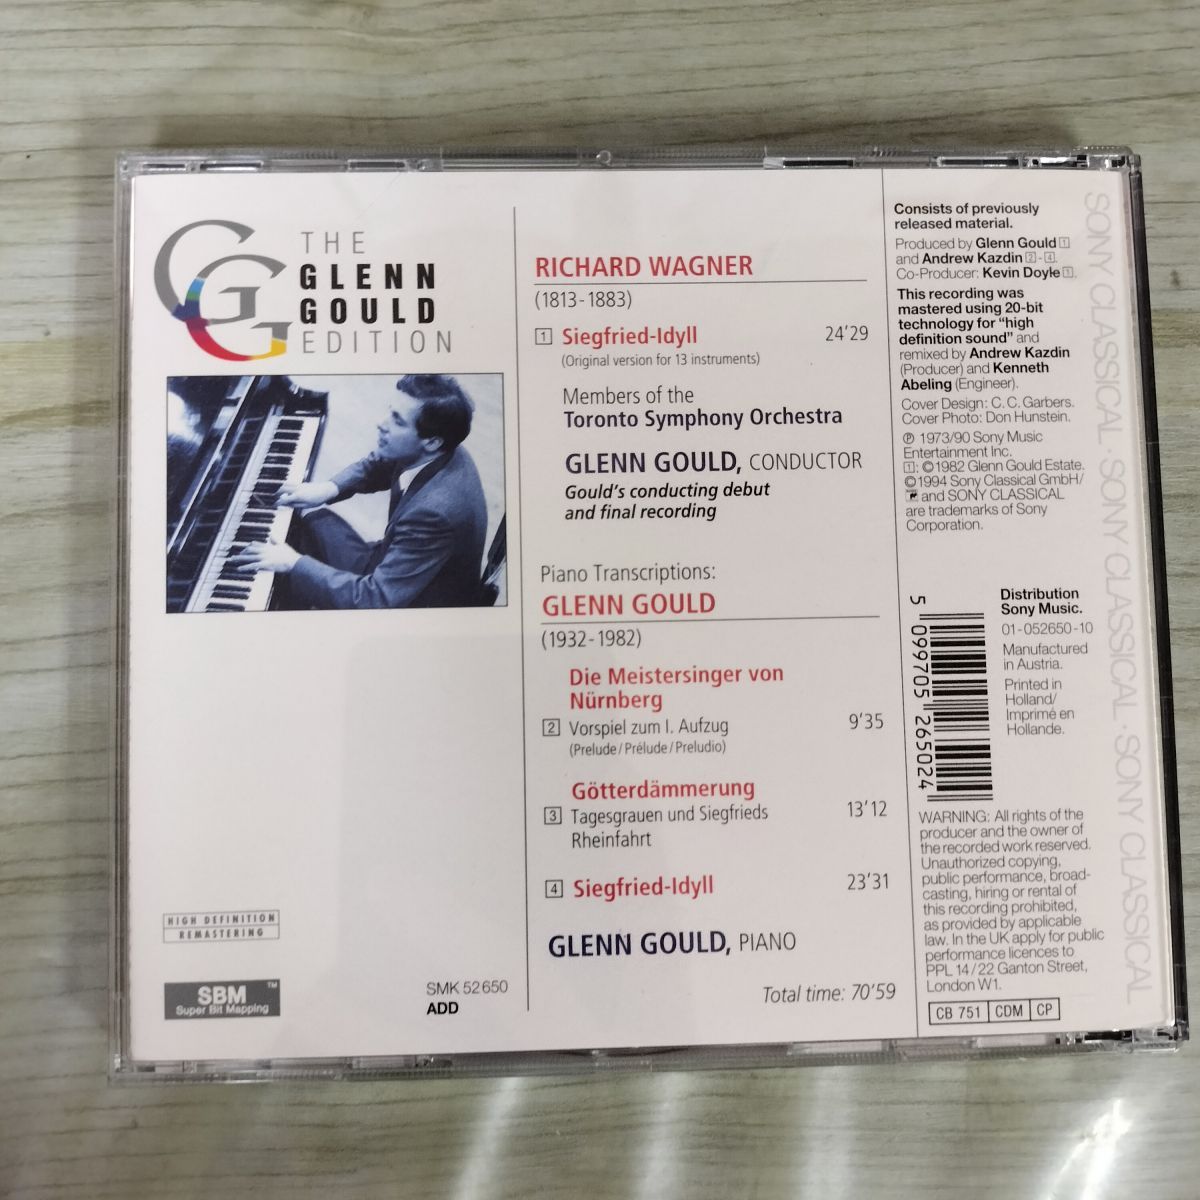 THE
GLENN
GOULD
EDITION
HIGH DEFINITION
REMASTERING
SBM™
Super Bit Mapping
SMK 52 650
ADD
RICHARD WAGNER
(1813-1883)
1 Siegfried-Idyll 24'29
(Original version for 13 instruments)
Members of the
Toronto Symphony Orchestra
GLENN GOULD, CONDUCTOR
Gould's conducting debut
and final recording
Piano Transcriptions:
GLENN GOULD
(1932-1982)
Die Meistersinger von
Nürnberg
2 Vorspiel zum I. Aufzug 9'35
(Prelude/Prélude/Preludio)
Götterdämmerung
3 Tagesgrauen und Siegfrieds 13'12
Rheinfahrt
4 Siegfried-Idyll 23'31
GLENN GOULD, PIANO
Total time: 70'59
Consists of previously
released material.
Produced by Glenn Gould 1
and Andrew Kazdin 2-4.
Co-Producer: Kevin Doyle 1.
This recording was
mastered using 20-bit
technology for "high
definition sound" and
remixed by Andrew Kazdin
(Producer) and Kenneth
Abeling (Engineer).
Cover Design: C. C. Garbers.
Cover Photo: Don Hunstein.
℗ 1973/90 Sony Music
Entertainment Inc.
1: ©1982 Glenn Gould Estate.
©1994 Sony Classical GmbH/
and SONY CLASSICAL
are trademarks of Sony
Corporation.
5 099705 265024
Distribution
Sony Music.
01-052650-10
Manufactured
in Austria.
Printed in
Holland/
Imprimé en
Hollande.
WARNING: All rights of the
producer and the owner of
the recorded work reserved.
Unauthorized copying,
public performance, broad-
casting, hiring or rental of
this recording prohibited,
as provided by applicable
law. In the UK apply for public
performance licences to
PPL 14/22 Ganton Street,
London W1.
CB 751 CDM CP
SONY CLASSICAL · SONY CLASSICAL · SONY CLASSICAL